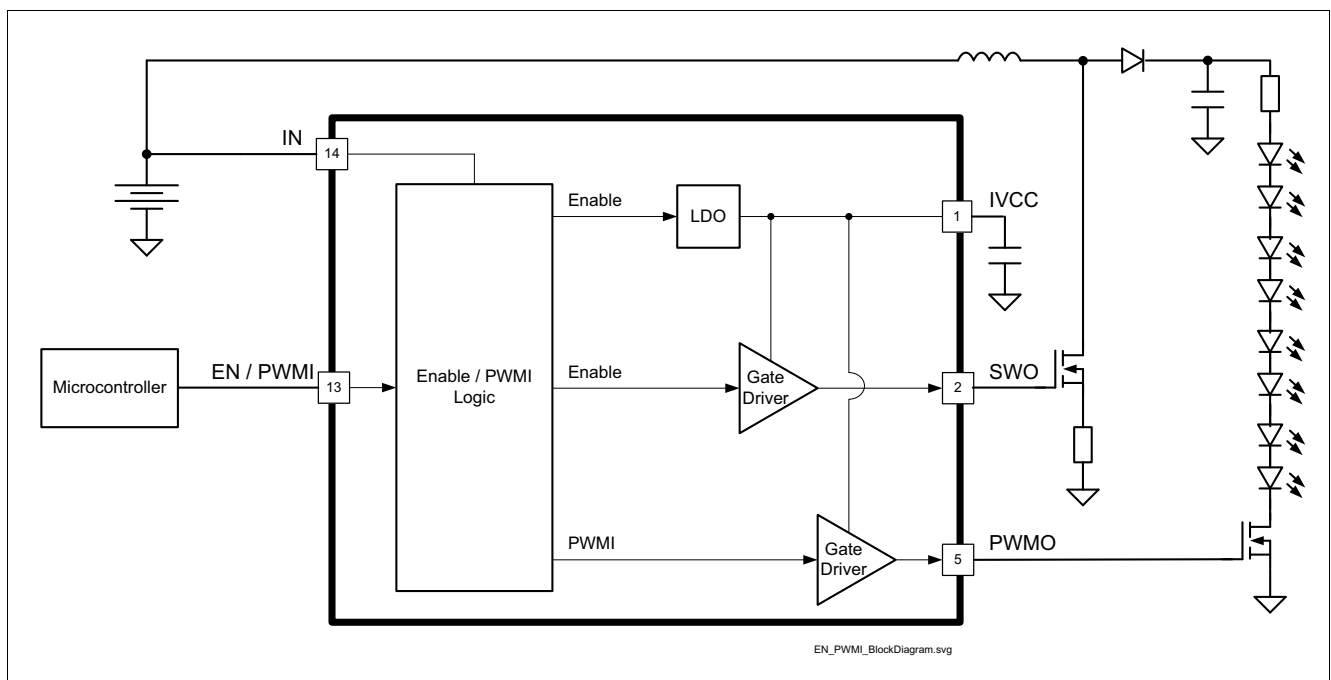 IN
14
Enable
LDO
1
IVCC
Microcontroller
EN / PWMI
13
Enable / PWMI
Logic
Enable
Gate
Driver
2
SWO
PWMI
Gate
Driver
5
PWMO
EN_PWMI_BlockDiagram.svg